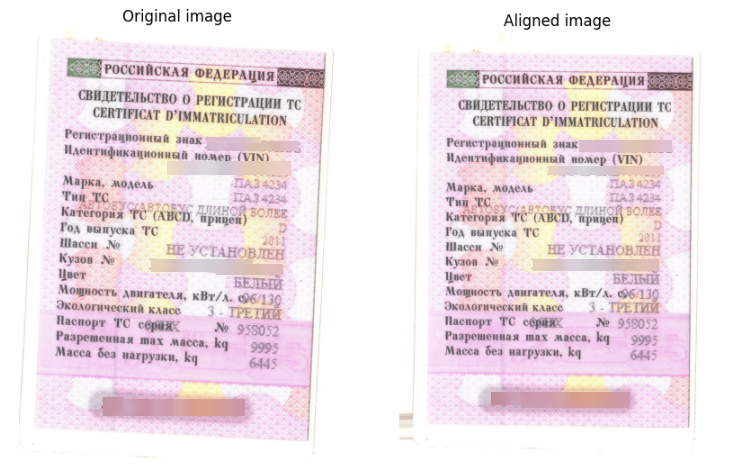 Original image
РОССИЙСКАЯ ФЕДЕРАЦИЯ
СВИДЕТЕЛЬСТВО О РЕГИСТРАЦИИ ТС
CERTIFICAT D'IMMATRICULATION
Регистрационный знак
Идентификационный номер (VIN)
Марка, модель ПАЗ 4234
Тип ТС ПАЗ 4234
АВТОБУС/АВТОБУС ДЛИНОЙ БОЛЕЕ
Категория ТС (ABCD, прицеп) D
Год выпуска ТС 2011
Шасси № НЕ УСТАНОВЛЕН
Кузов №
Цвет БЕЛЫЙ
Мощность двигателя, кВт/л. с. 96/130
Экологический класс 3 - ТРЕТИЙ
Паспорт ТС серия № 958052
Разрешенная max масса, kg 9995
Масса без нагрузки, kg 6445
Aligned image
РОССИЙСКАЯ ФЕДЕРАЦИЯ
СВИДЕТЕЛЬСТВО О РЕГИСТРАЦИИ ТС
CERTIFICAT D'IMMATRICULATION
Регистрационный знак
Идентификационный номер (VIN)
Марка, модель ПАЗ 4234
Тип ТС ПАЗ 4234
АВТОБУС/АВТОБУС ДЛИНОЙ БОЛЕЕ
Категория ТС (ABCD, прицеп) D
Год выпуска ТС 2011
Шасси № НЕ УСТАНОВЛЕН
Кузов №
Цвет БЕЛЫЙ
Мощность двигателя, кВт/л. с. 96/130
Экологический класс 3 - ТРЕТИЙ
Паспорт ТС серия № 958052
Разрешенная max масса, kg 9995
Масса без нагрузки, kg 6445